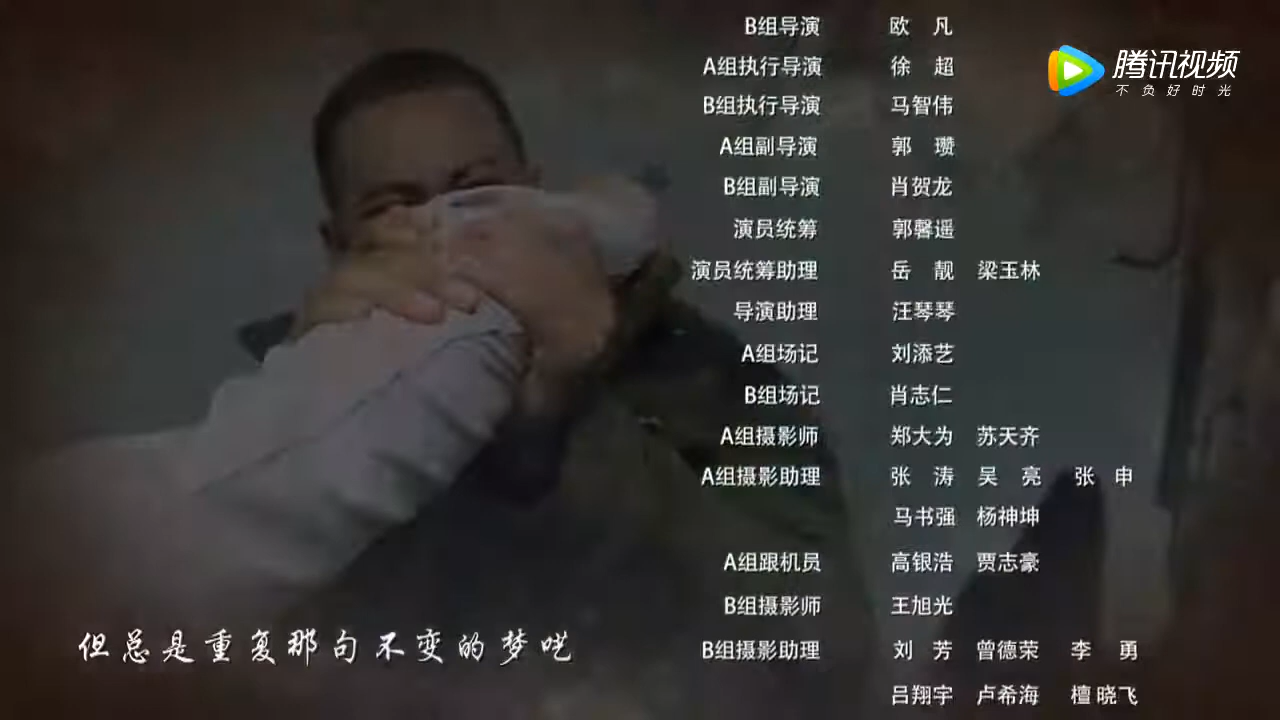 B组导演 欧 凡
A组执行导演 徐 超
B组执行导演 马智伟
A组副导演 郭 瓒
B组副导演 肖贺龙
演员统筹 郭馨遥
演员统筹助理 岳 靓 梁玉林
导演助理 汪琴琴
A组场记 刘添艺
B组场记 肖志仁
A组摄影师 郑大为 苏天齐
A组摄影助理 张 涛 吴 亮 张 申
马书强 杨神坤
A组跟机员 高银浩 贾志豪
B组摄影师 王旭光
B组摄影助理 刘 芳 曾德荣 李 勇
吕翔宇 卢希海 檀晓飞
腾讯视频
不负好时光
但总是重复那句不变的梦呓